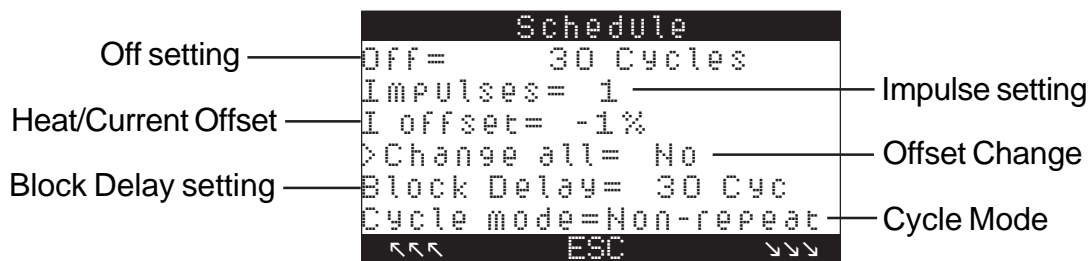 Schedule
Off setting
Off= 30 Cycles
Impulses= 1
Impulse setting
Heat/Current Offset
I offset= -1%
>Change all= No
Offset Change
Block Delay setting
Block Delay= 30 Cyc
Cycle mode=Non-repeat
Cycle Mode
↖↖↖ ESC ↘↘↘